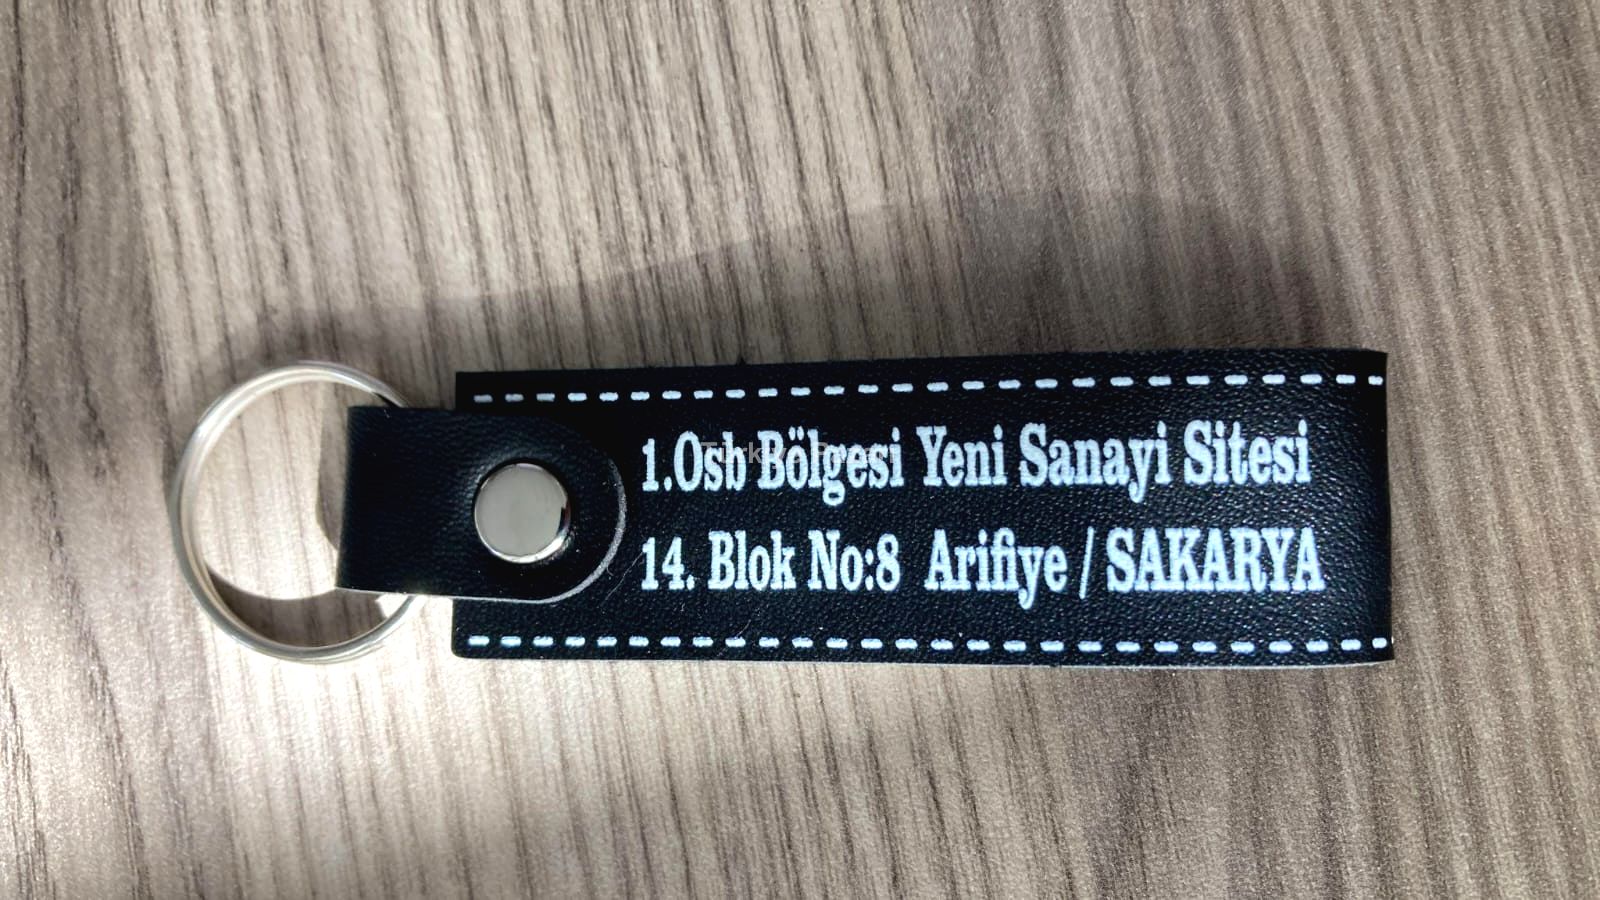 1.Osb Bölgesi Yeni Sanayi Sitesi
14. Blok No:8 Arifiye / SAKARYA